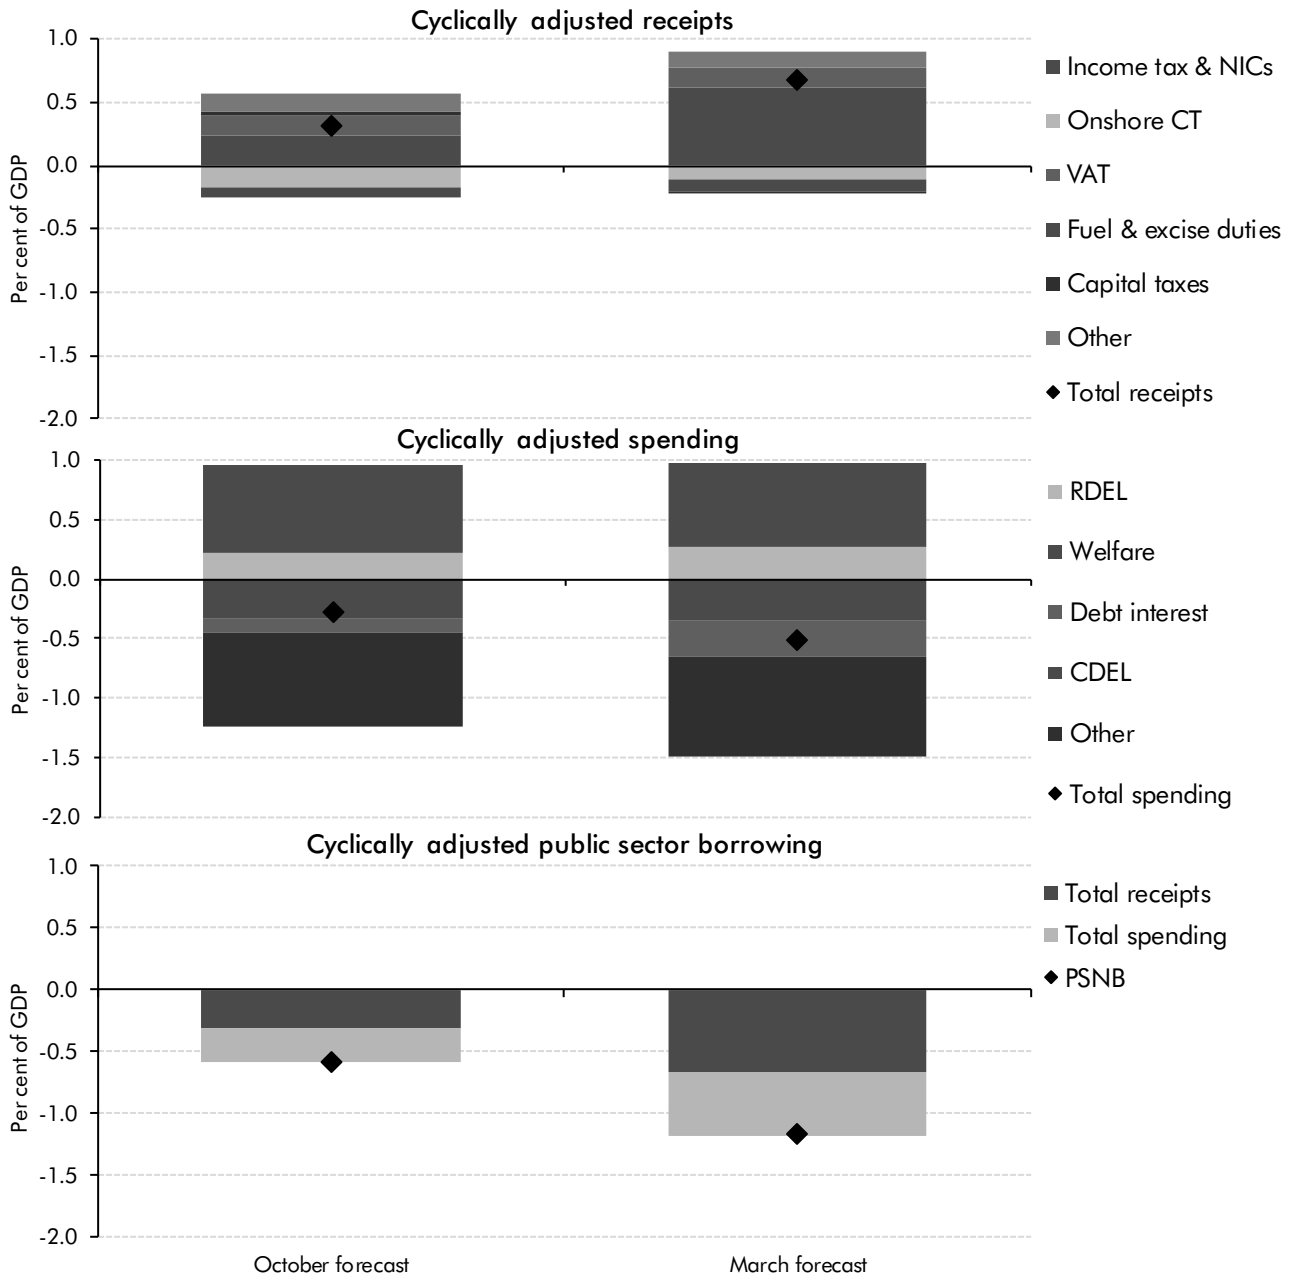 Cyclically adjusted receipts
1.0
0.5
0.0
-0.5
-1.0
-1.5
-2.0
Per cent of GDP
Income tax & NICs
Onshore CT
VAT
Fuel & excise duties
Capital taxes
Other
Total receipts
Cyclically adjusted spending
1.0
0.5
0.0
-0.5
-1.0
-1.5
-2.0
Per cent of GDP
RDEL
Welfare
Debt interest
CDEL
Other
Total spending
Cyclically adjusted public sector borrowing
1.0
0.5
0.0
-0.5
-1.0
-1.5
-2.0
Per cent of GDP
Total receipts
Total spending
PSNB
October forecast
March forecast